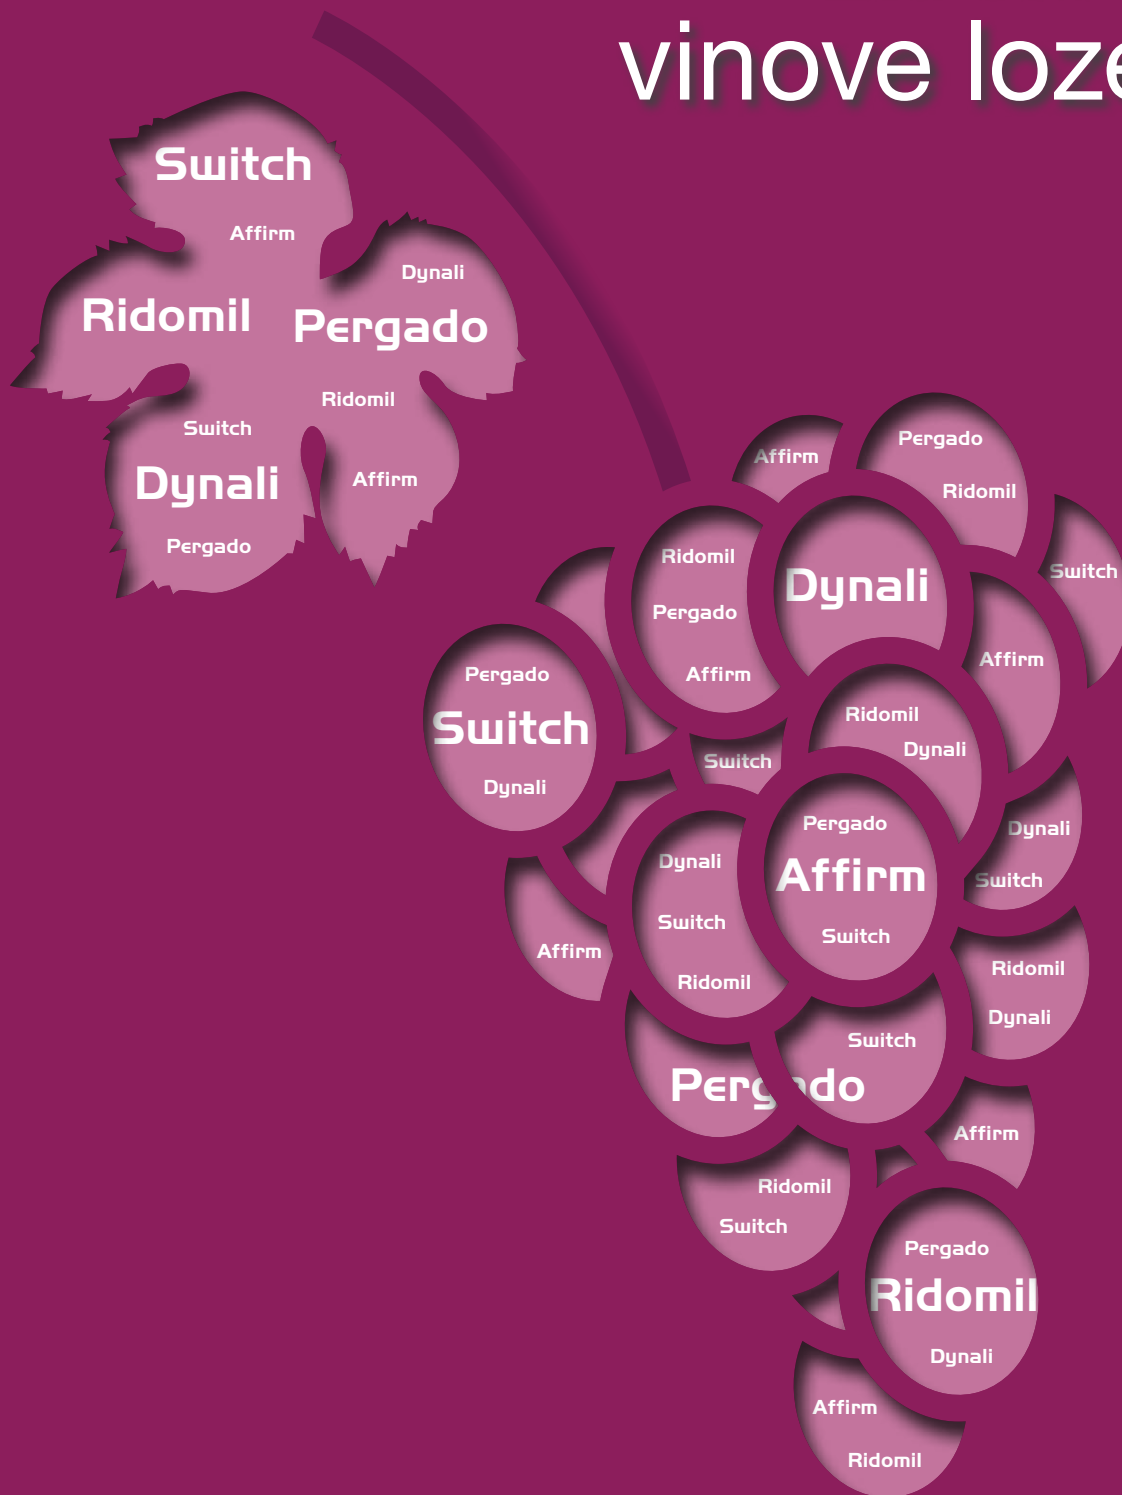 vinove loze
Switch
Affirm
Dynali
Ridomil
Pergado
Ridomil
Switch
Dynali
Affirm
Pergado
Affirm
Pergado
Ridomil
Ridomil
Dynali
Switch
Pergado
Affirm
Affirm
Pergado
Switch
Dynali
Ridomil
Dynali
Switch
Pergado
Affirm
Switch
Dynali
Switch
Dynali
Switch
Ridomil
Affirm
Ridomil
Dynali
Switch
Pergado
Affirm
Ridomil
Switch
Pergado
Ridomil
Dynali
Affirm
Ridomil